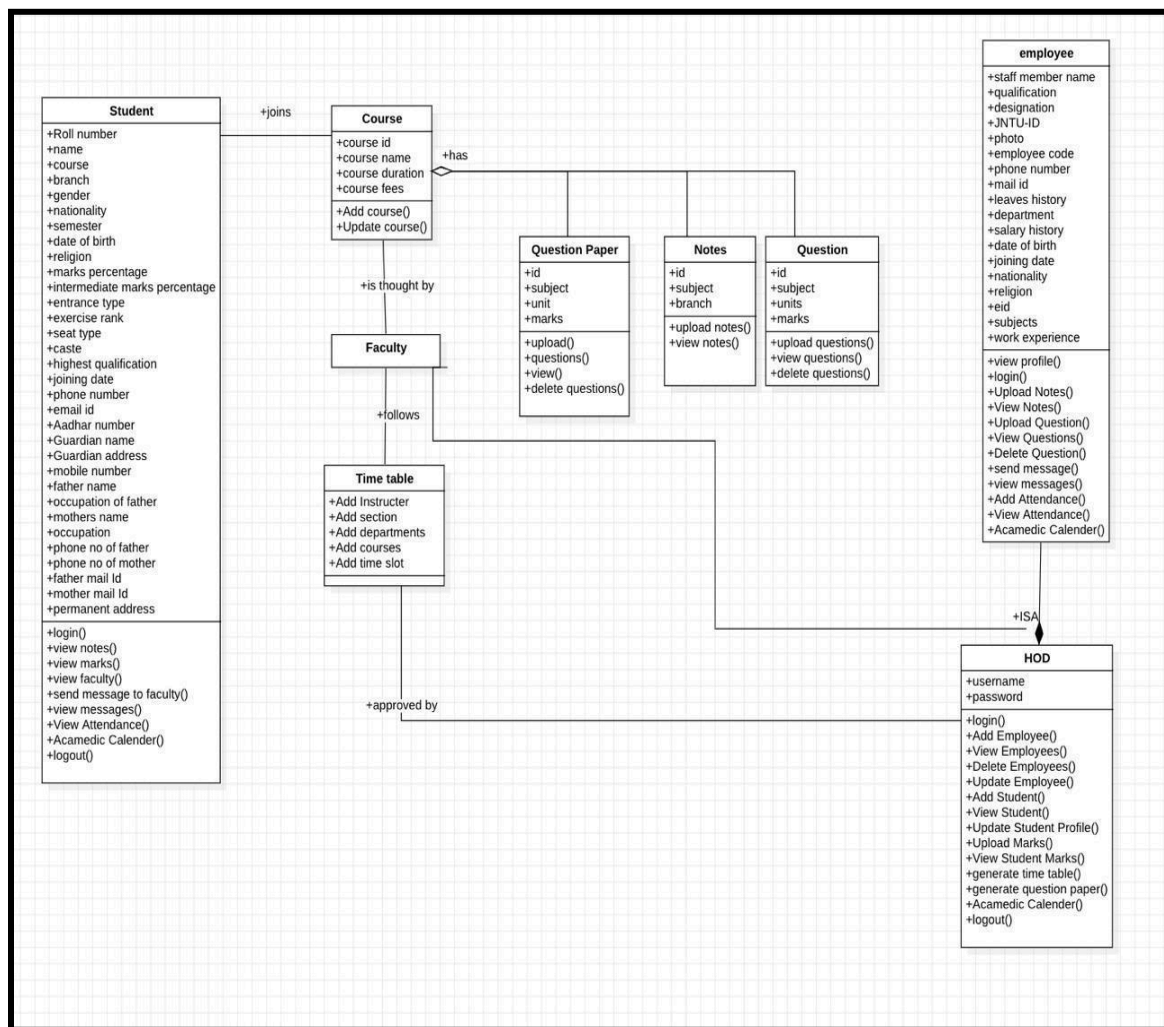 Student
+Roll number
+name
+course
+branch
+gender
+nationality
+semester
+date of birth
+religion
+marks percentage
+intermediate marks percentage
+entrance type
+exercise rank
+seat type
+caste
+highest qualification
+joining date
+phone number
+email id
+Aadhar number
+Guardian name
+Guardian address
+mobile number
+father name
+occupation of father
+mothers name
+occupation
+phone no of father
+phone no of mother
+father mail Id
+mother mail Id
+permanent address
+login()
+view notes()
+view marks()
+view faculty()
+send message to faculty()
+view messages()
+View Attendance()
+Acamedic Calender()
+logout()
+joins
Course
+course id
+course name
+course duration
+course fees
+Add course()
+Update course()
+has
+is thought by
Faculty
+follows
Time table
+Add Instructer
+Add section
+Add departments
+Add courses
+Add time slot
+approved by
Question Paper
+id
+subject
+unit
+marks
+upload()
+questions()
+view()
+delete questions()
Notes
+id
+subject
+branch
+upload notes()
+view notes()
Question
+id
+subject
+units
+marks
+upload questions()
+view questions()
+delete questions()
employee
+staff member name
+qualification
+designation
+JNTU-ID
+photo
+employee code
+phone number
+mail id
+leaves history
+department
+salary history
+date of birth
+joining date
+nationality
+religion
+eid
+subjects
+work experience
+view profile()
+login()
+Upload Notes()
+View Notes()
+Upload Question()
+View Questions()
+Delete Question()
+send message()
+view messages()
+Add Attendance()
+View Attendance()
+Acamedic Calender()
+ISA
HOD
+username
+password
+login()
+Add Employee()
+View Employees()
+Delete Employees()
+Update Employee()
+Add Student()
+View Student()
+Update Student Profile()
+Upload Marks()
+View Student Marks()
+generate time table()
+generate question paper()
+Acamedic Calender()
+logout()